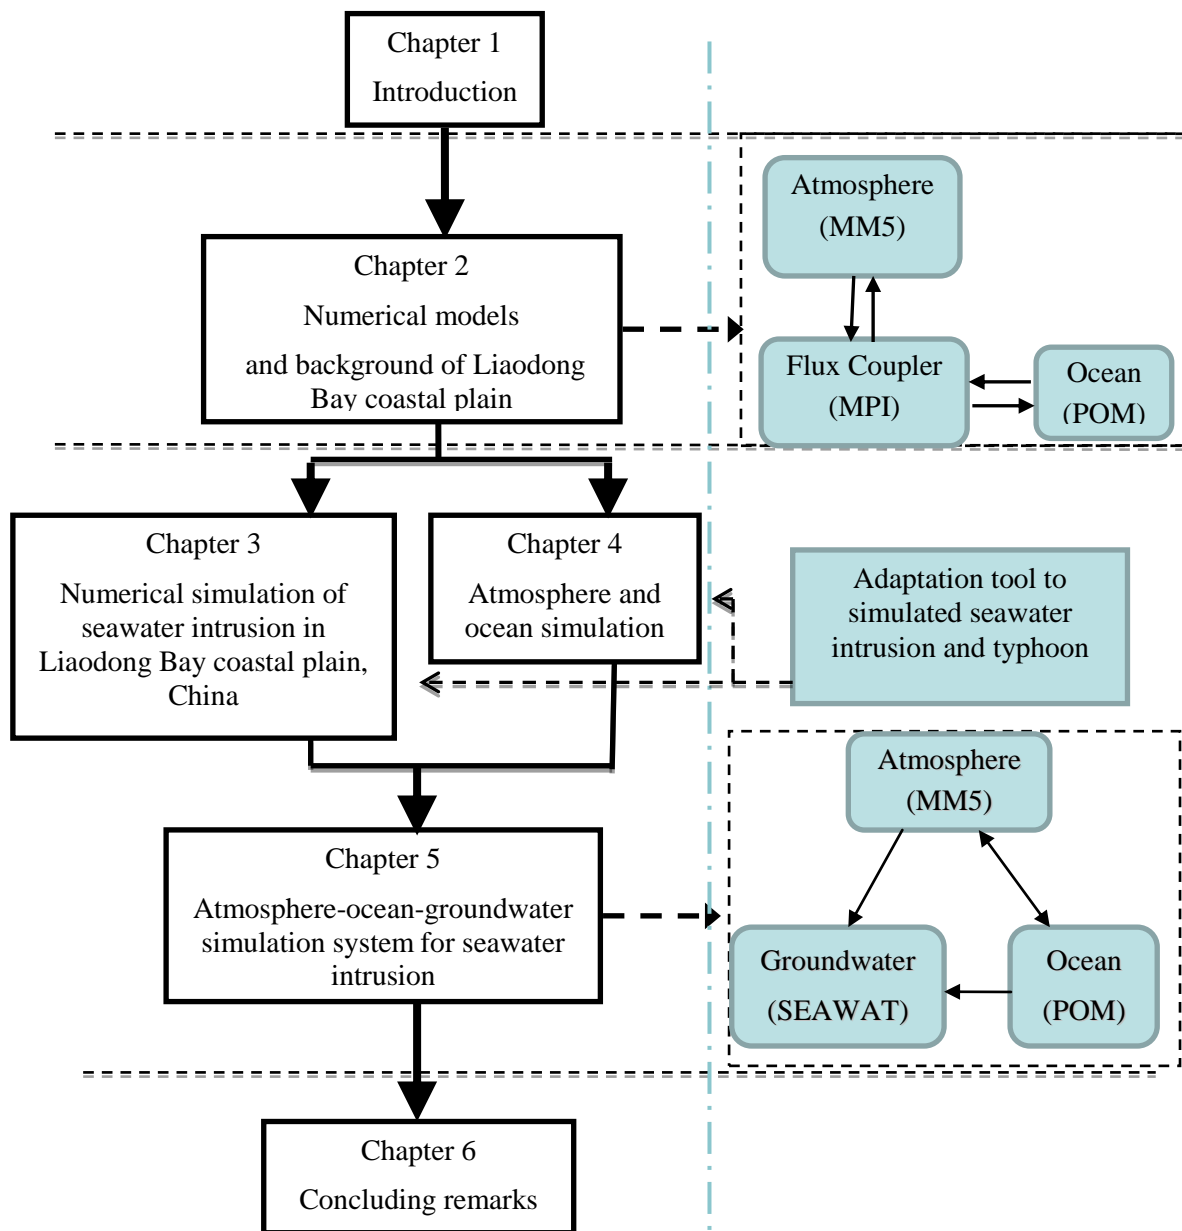 Chapter 1
Introduction
Chapter 2
Numerical models
and background of Liaodong
Bay coastal plain
Atmosphere
(MM5)
Flux Coupler
(MPI)
Ocean
(POM)
Chapter 3
Numerical simulation of
seawater intrusion in
Liaodong Bay coastal plain,
China
Chapter 4
Atmosphere and
ocean simulation
Adaptation tool to
simulated seawater
intrusion and typhoon
Chapter 5
Atmosphere-ocean-groundwater
simulation system for seawater
intrusion
Atmosphere
(MM5)
Groundwater
(SEAWAT)
Ocean
(POM)
Chapter 6
Concluding remarks